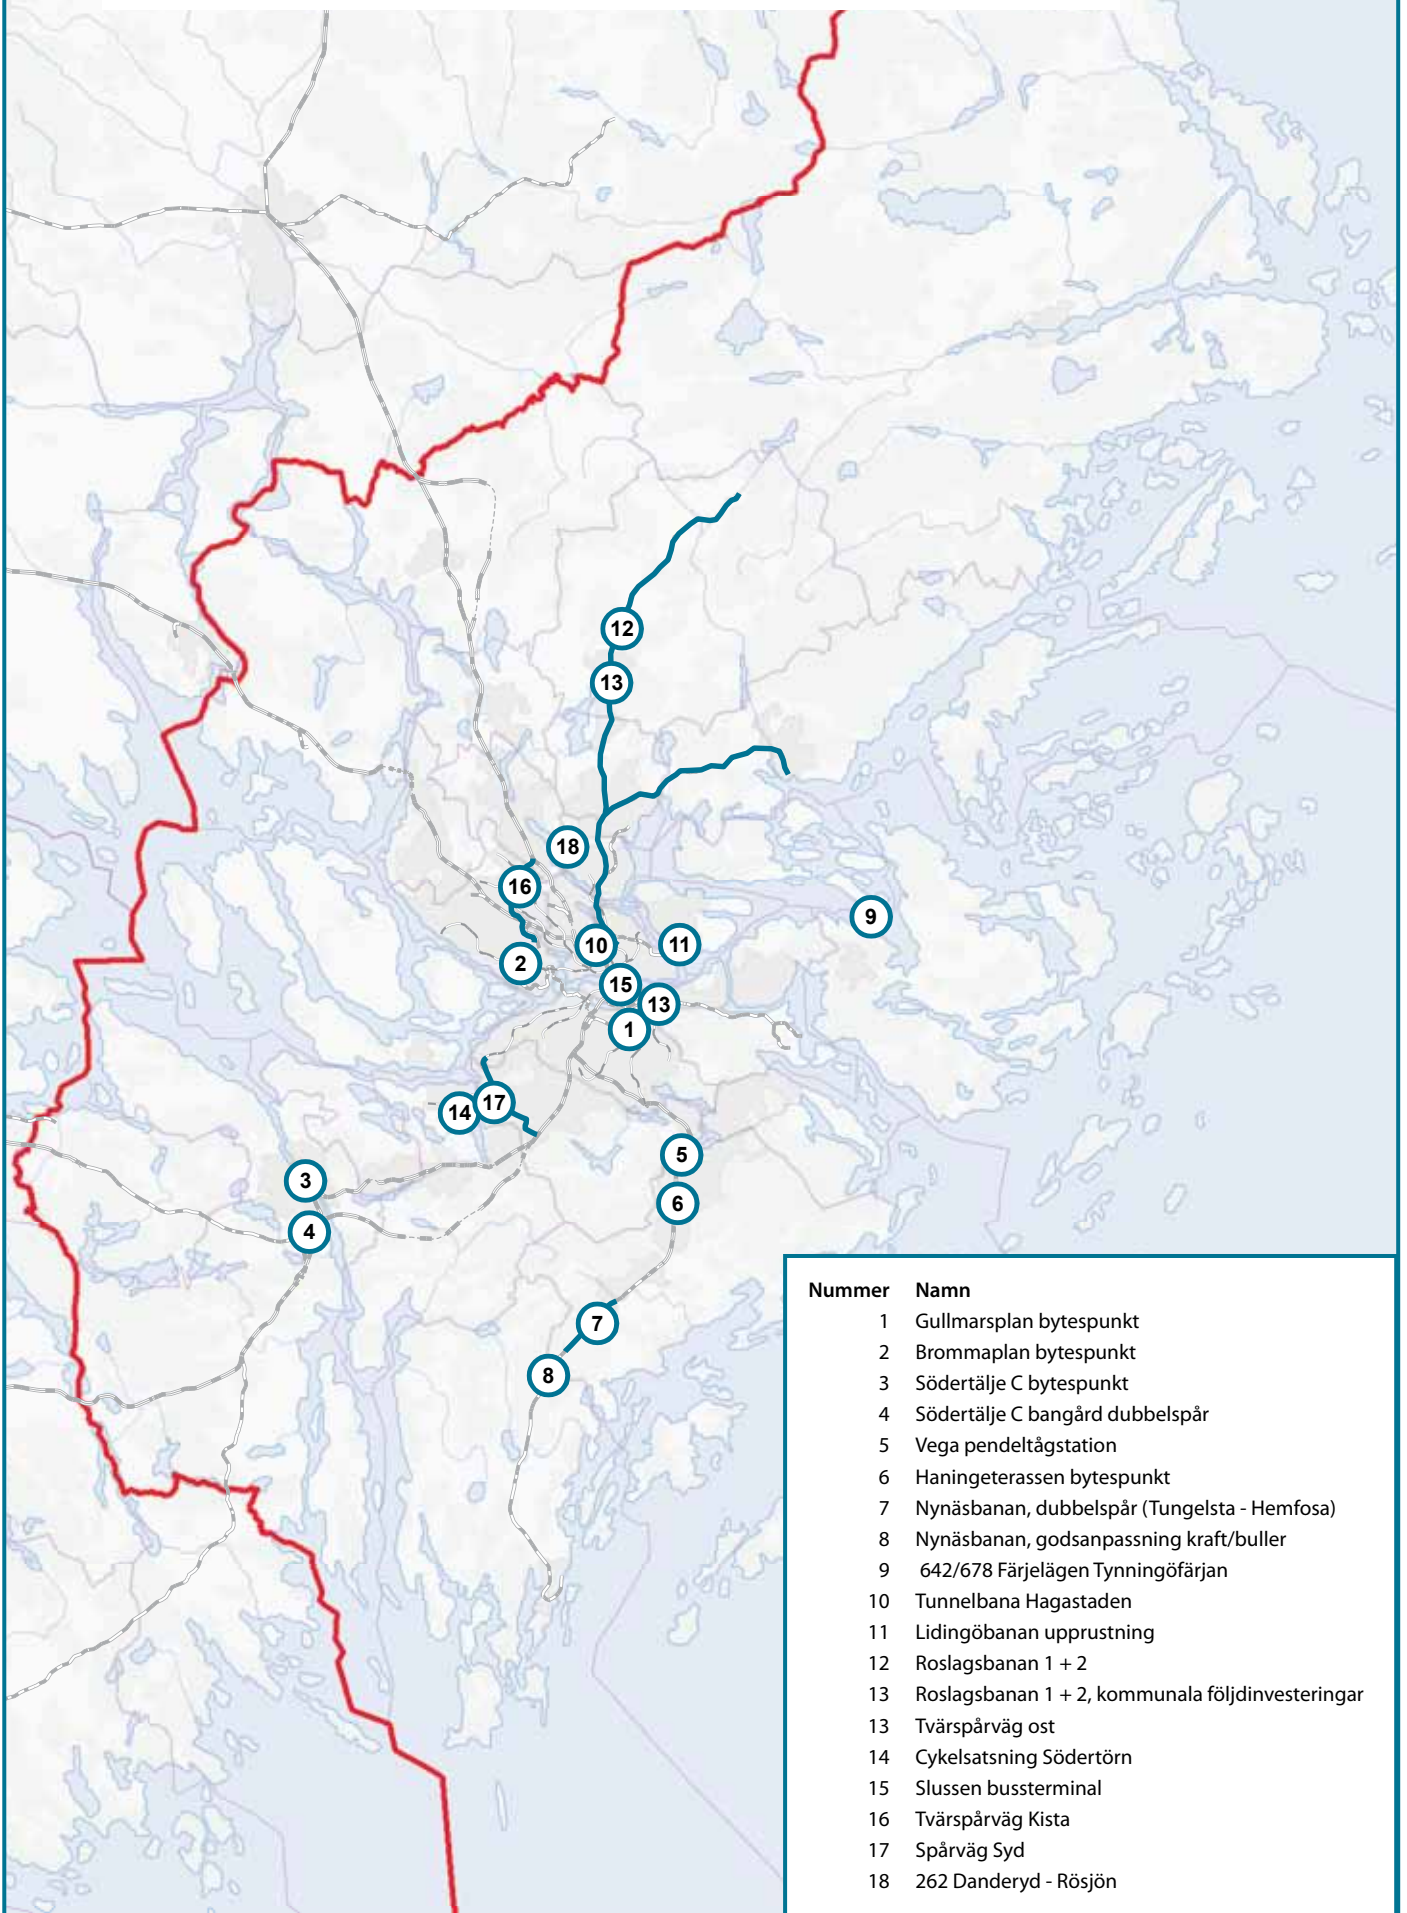 12
13
18
16
9
10
11
2
15
13
1
17
14
5
3
6
4
7
8
Nummer Namn
1 Gullmarsplan bytespunkt
2 Brommaplan bytespunkt
3 Södertälje C bytespunkt
4 Södertälje C bangård dubbelspår
5 Vega pendeltågstation
6 Haningeterassen bytespunkt
7 Nynäsbanan, dubbelspår (Tungelsta - Hemfosa)
8 Nynäsbanan, godsanpassning kraft/buller
9 642/678 Färjelägen Tynningöfärjan
10 Tunnelbana Hagastaden
11 Lidingöbanan upprustning
12 Roslagsbanan 1 + 2
13 Roslagsbanan 1 + 2, kommunala följdinvesteringar
13 Tvärspårväg ost
14 Cykelsatsning Södertörn
15 Slussen bussterminal
16 Tvärspårväg Kista
17 Spårväg Syd
18 262 Danderyd - Rösjön